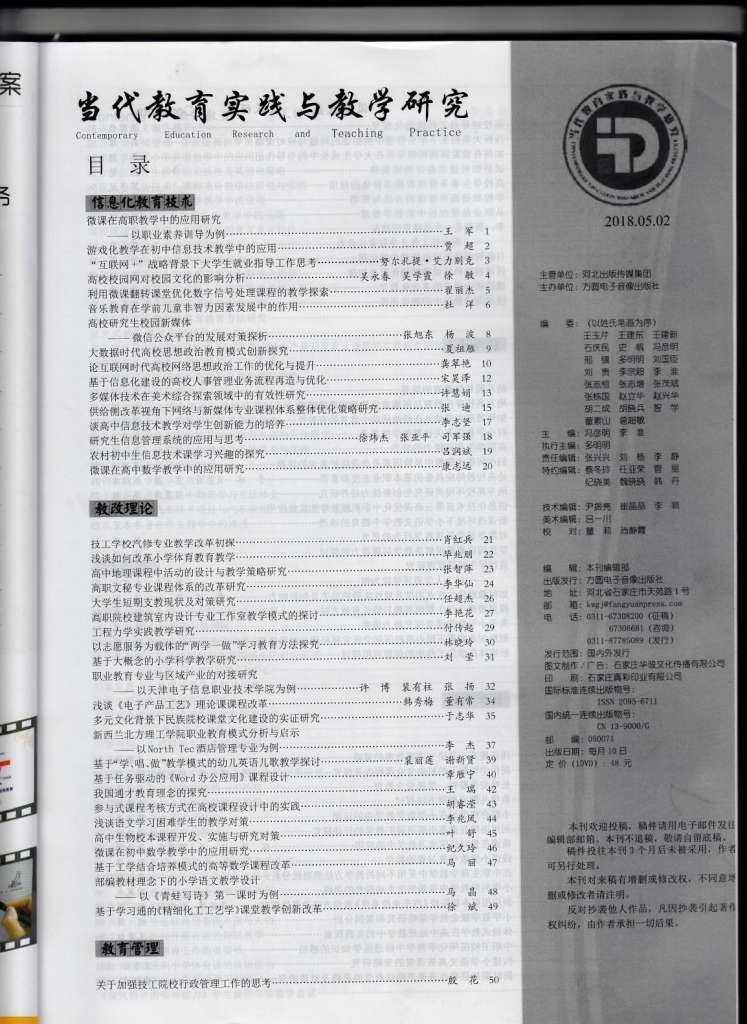 案
务
当代教育实践与教学研究
Contemporary Education Research and Teaching Practice
目 录
信息化教育技术
微课在高职教学中的应用研究
——以职业素养训导为例 王 军 1
游戏化教学在初中信息技术教学中的应用 贾 超 2
“互联网+”战略背景下大学生就业指导工作思考 努尔扎提·艾力别克 3
高校校园网对校园文化的影响分析 吴永春 吴学霞 徐 敏 4
利用微课翻转课堂优化数字信号处理课程的教学探索 翟丽杰 5
音乐教育在学前儿童非智力因素发展中的作用 杜 洋 6
高校研究生校园新媒体
——微信公众平台的发展对策探析 张旭东 杨 波 8
大数据时代高校思想政治教育模式创新探究 夏祖雁 9
论互联网时代高校网络思想政治工作的优化与提升 龚翠艳 10
基于信息化建设的高校人事管理业务流程再造与优化 宋昊泽 12
多媒体技术在美术综合探索领域中的有效性研究 许慧娟 13
供给侧改革视角下网络与新媒体专业课程体系整体优化策略研究 张 迪 15
谈高中信息技术教学对学生创新能力的培养 李志坚 17
研究生信息管理系统的应用与思考 徐炜杰 张亚平 司军强 18
农村初中生信息技术课学习兴趣的探究 吕润斌 19
微课在高中数学教学中的应用研究 康志远 20
教改理论
技工学校汽修专业教学改革初探 肖红兵 21
浅谈如何改革小学体育教育教学 毕兆明 22
高中地理课程中活动的设计与教学策略研究 张智萍 23
高职文秘专业课程体系的改革研究 李华仙 24
大学生短期支教现状及对策研究 任超杰 26
高职院校建筑室内设计专业工作室教学模式的探讨 李艳花 27
工程力学实践教学研究 付传起 29
以志愿服务为载体的“两学一做”学习教育方法探究 林晓玲 30
基于大概念的小学科学教学研究 刘 莹 31
职业教育专业与区域产业的对接研究
——以天津电子信息职业技术学院为例 许 博 裴有柱 张 扬 32
浅谈《电子产品工艺》理论课课程改革 韩秀梅 董有常 34
多元文化背景下民族院校课堂文化建设的实证研究 于志华 35
新西兰北方理工学院职业教育模式分析与启示
——以North Tec酒店管理专业为例 李 杰 37
基于“学、唱、做”教学模式的幼儿英语儿歌教学探讨 裴丽莲 谢新贤 39
基于任务驱动的《Word办公应用》课程设计 章雁宁 40
我国通才教育理念的探究 王 瑞 42
参与式课程考核方式在高校课程设计中的实践 胡睿滢 43
浅谈语文学习困难学生的教学对策 李兆凤 44
高中生物校本课程开发、实施与研究对策 叶 舒 45
微课在初中数学教学中的应用研究 纪久玲 46
基于工学结合培养模式的高等数学课程改革 马 丽 47
部编教材理念下的小学语文教学设计
——以《青蛙写诗》第一课时为例 马 晶 48
基于学习通的《精细化工工艺学》课堂教学创新改革 徐 斌 49
教育管理
关于加强技工院校行政管理工作的思考 殷 花 50
2018.05.02
主管单位：河北出版传媒集团
主办单位：方圆电子音像出版社
编 委：（以姓氏笔画为序）
王玉芹 王建东 王建新
石庆民 史 帆 冯彦明
邢 镔 多明明 刘国臣
刘 贵 李宗韬 李 准
张志恒 张志增 张茂斌
张栋国 赵立华 赵兴华
胡二成 胡晓兵 智 学
董素山 曾超敏
主 编：冯彦明 李 准
执行主编：多明明
责任编辑：张兴兴 刘 杨 李 静
特约编辑：蔡冬玲 任亚荣 曹 丽
纪晓美 魏晓晓 韩 丹
技术编辑：尹振亮 崔晶晶 李 颖
美术编辑：吕一川
校 对：董 莉 肖静霞
编 辑：本刊编辑部
出版发行：方圆电子音像出版社
地 址：河北省石家庄市天苑路1号
邮 箱：kmgj@fangyuanpress.com
电 话：0311-67308200（征稿）
67306681（咨询）
0311-87785089（发行）
发行范围：国内外发行
图文制作／广告：石家庄华骏文化传播有限公司
印 刷：石家庄真彩印业有限公司
国际标准连续出版物号：
ISSN 2095-6711
国内统一连续出版物号：
CN 13-9000/G
邮 编：050071
出版日期：每月10日
定 价（1DVD）：48 元
本刊欢迎投稿，稿件请用电子邮件发往
编辑部邮箱。本刊不退稿，敬请自留底稿。
稿件投往本刊3个月后未被采用，作者
可另行处理。
本刊对来稿有增删或修改权，不同意增
删或修改者请注明。
反对抄袭他人作品，凡因抄袭引起著作
权纠纷，由作者承担一切后果。